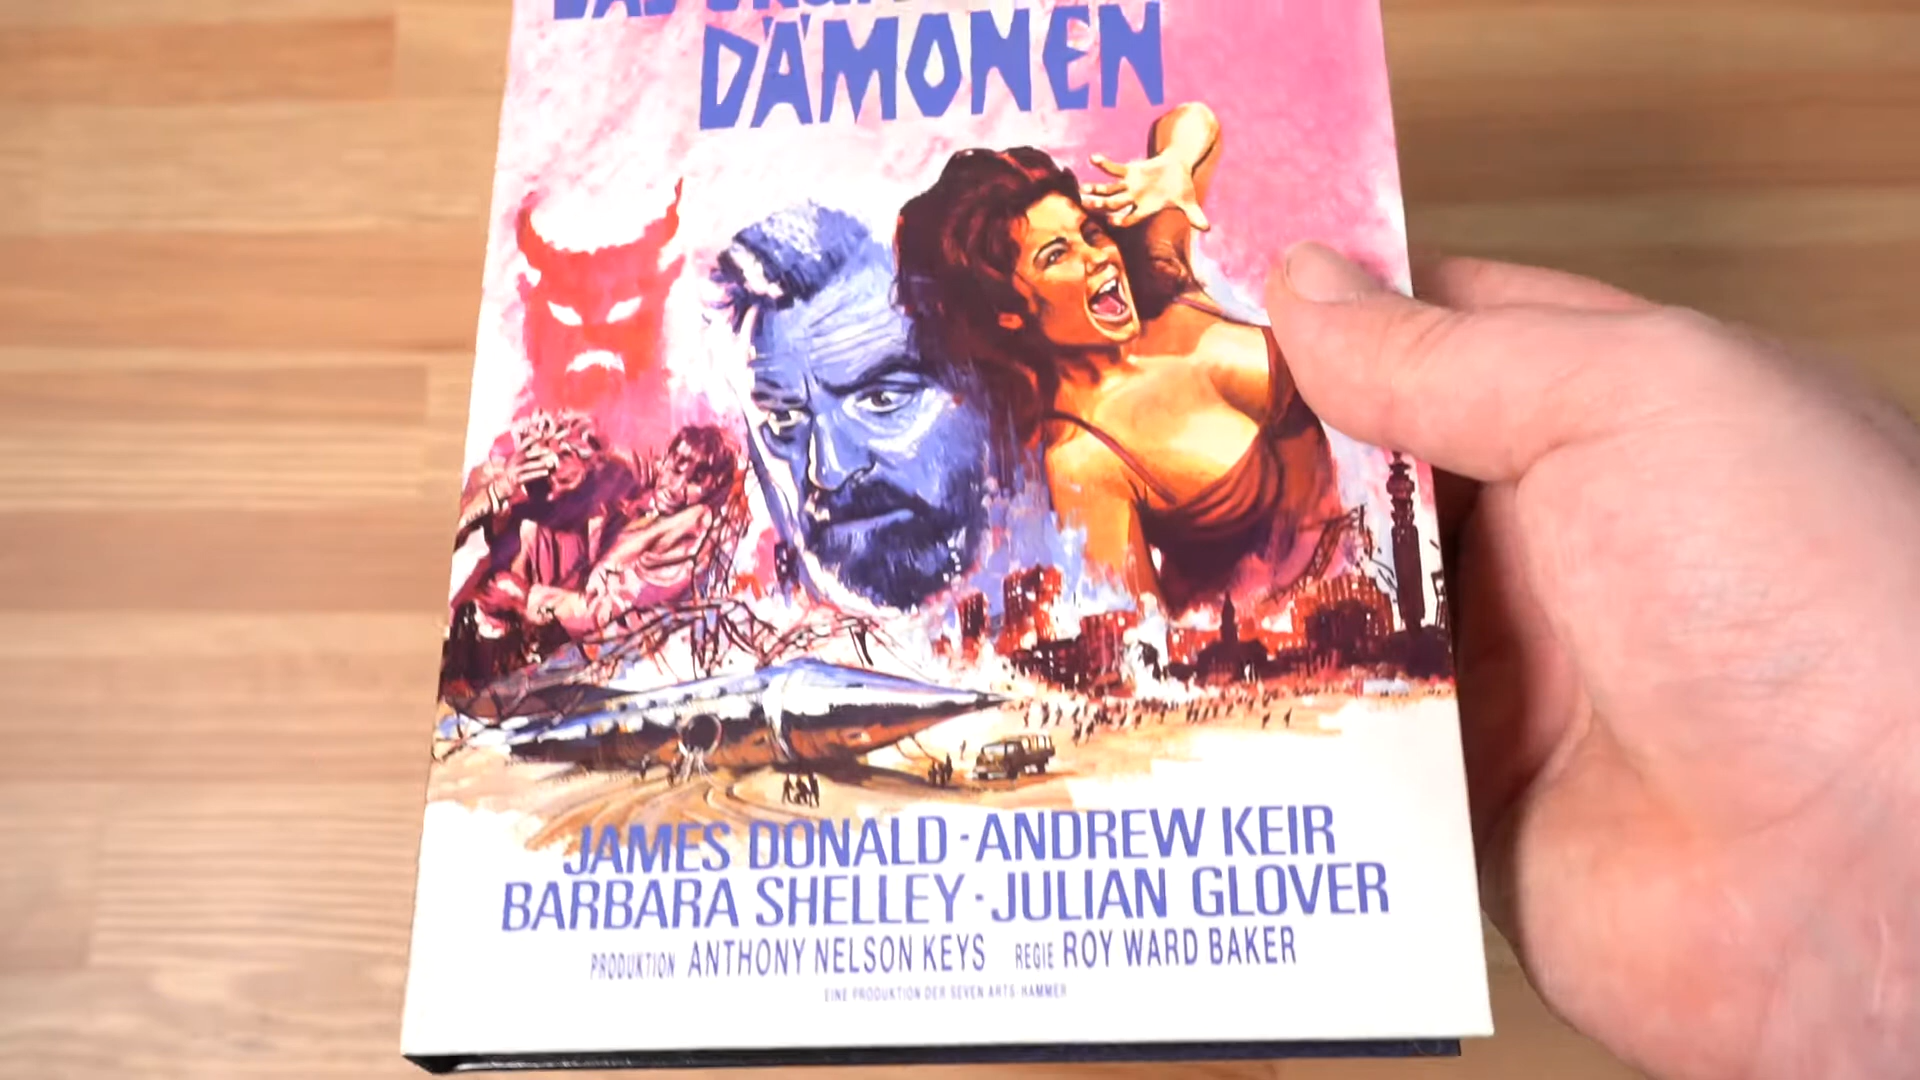 DAS
DÄMONEN
JAMES DONALD · ANDREW KEIR
BARBARA SHELLEY · JULIAN GLOVER
PRODUKTION ANTHONY NELSON KEYS REGIE ROY WARD BAKER
EINE PRODUKTION DER SEVEN ARTS-HAMMER